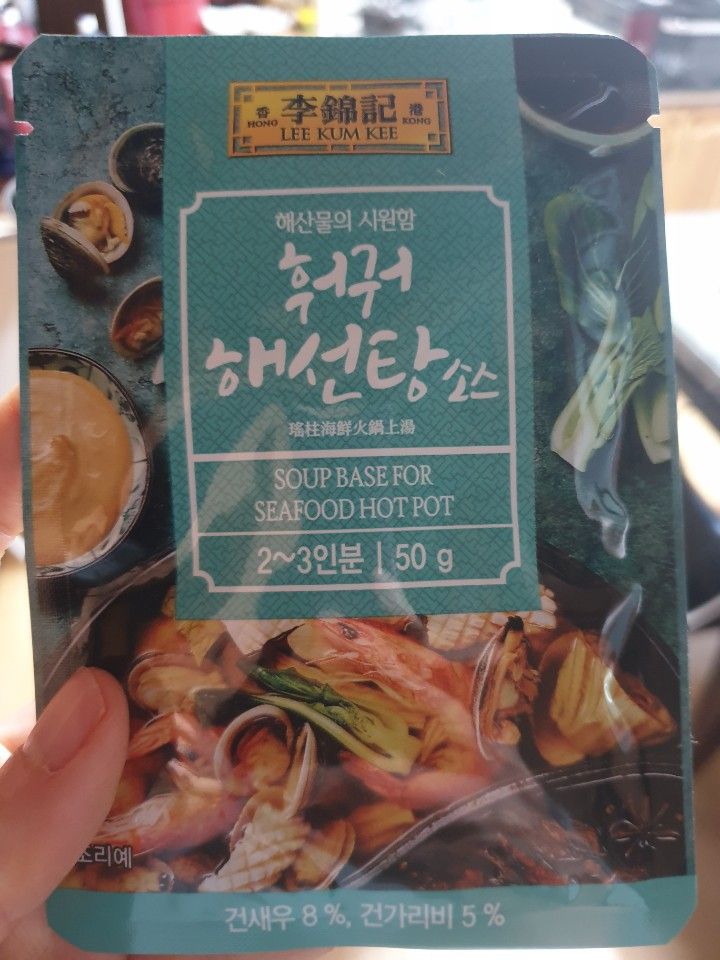 香 李錦記 港
HONG LEE KUM KEE KONG
해산물의 시원함
훠궈
해선탕 소스
瑤柱海鮮火鍋上湯
SOUP BASE FOR
SEAFOOD HOT POT
2~3인분 | 50 g
조리예
건새우 8 %, 건가리비 5 %